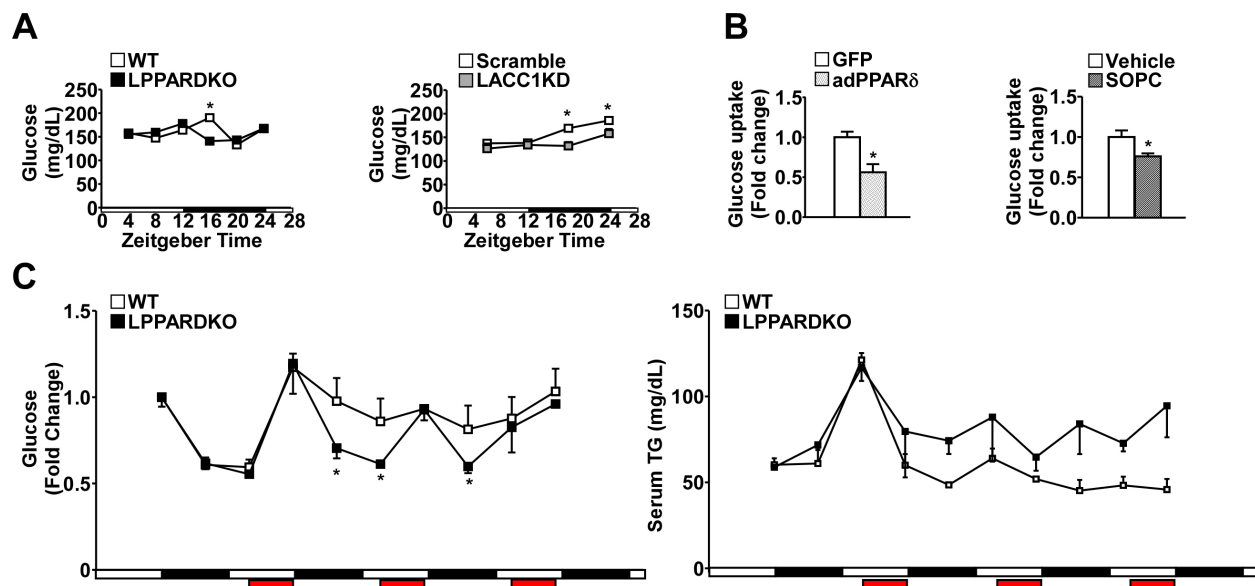 A
WT
LPPARDKO
Glucose
(mg/dL)
250
200
150
100
50
0
*
0 4 8 12 16 20 24 28
Zeitgeber Time
Scramble
LACC1KD
Glucose
(mg/dL)
250
200
150
100
50
0
* *
0 4 8 12 16 20 24 28
Zeitgeber Time
B
GFP
adPPARδ
Glucose uptake
(Fold change)
1.5
1.0
0.5
0.0
*
Vehicle
SOPC
Glucose uptake
(Fold change)
1.5
1.0
0.5
0.0
*
C
WT
LPPARDKO
Glucose
(Fold Change)
1.5
1.0
0.5
0
* * *
WT
LPPARDKO
Serum TG (mg/dL)
150
100
50
0